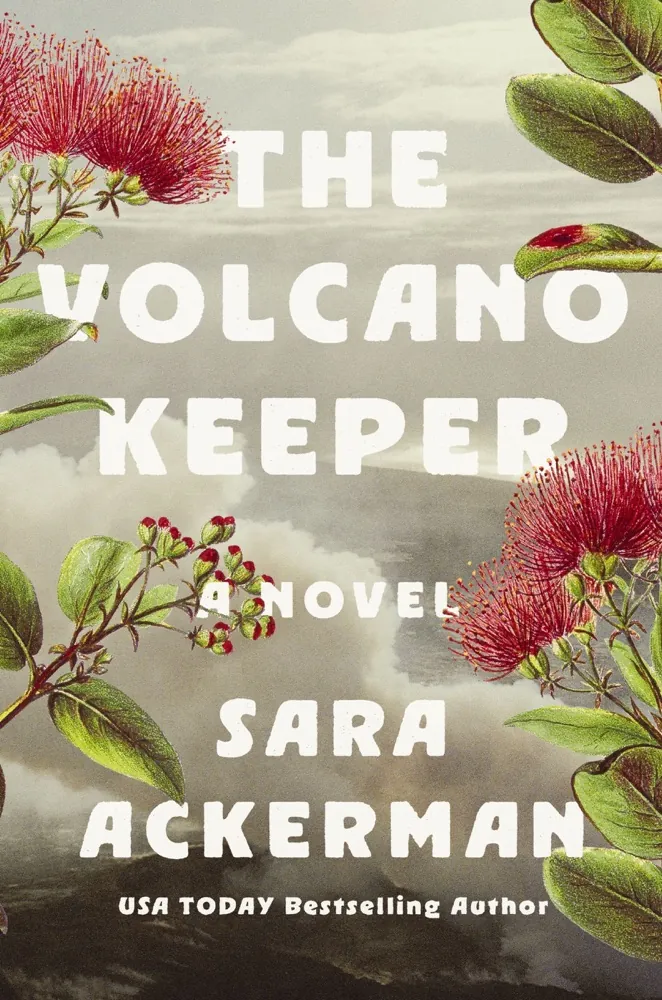 THE
VOLCANO
KEEPER
A NOVEL
SARA
ACKERMAN
USA TODAY Bestselling Author